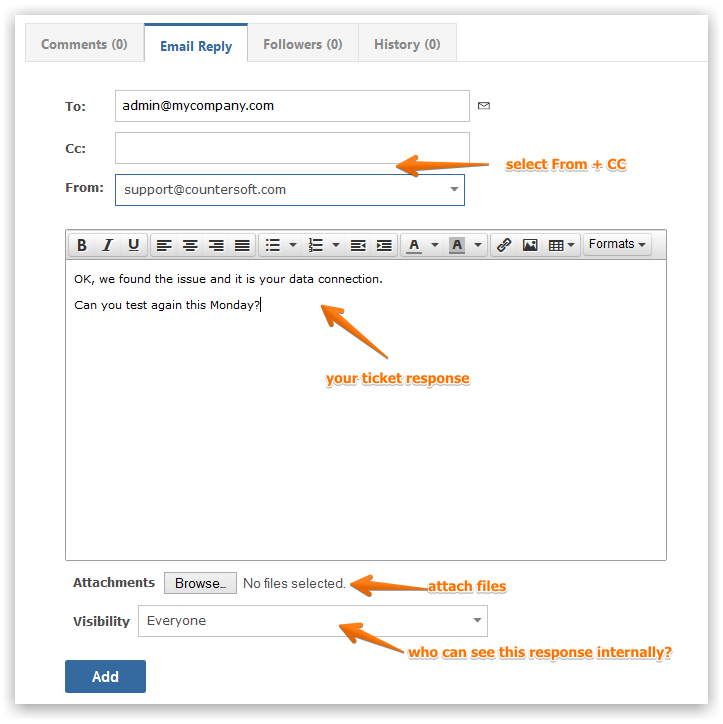 Comments (0) Email Reply Followers (0) History (0)
To: admin@mycompany.com
Cc:
select From + CC
From: support@countersoft.com
B I U A A Formats
OK, we found the issue and it is your data connection.
Can you test again this Monday?
your ticket response
Attachments Browse... No files selected. attach files
Visibility Everyone
who can see this response internally?
Add